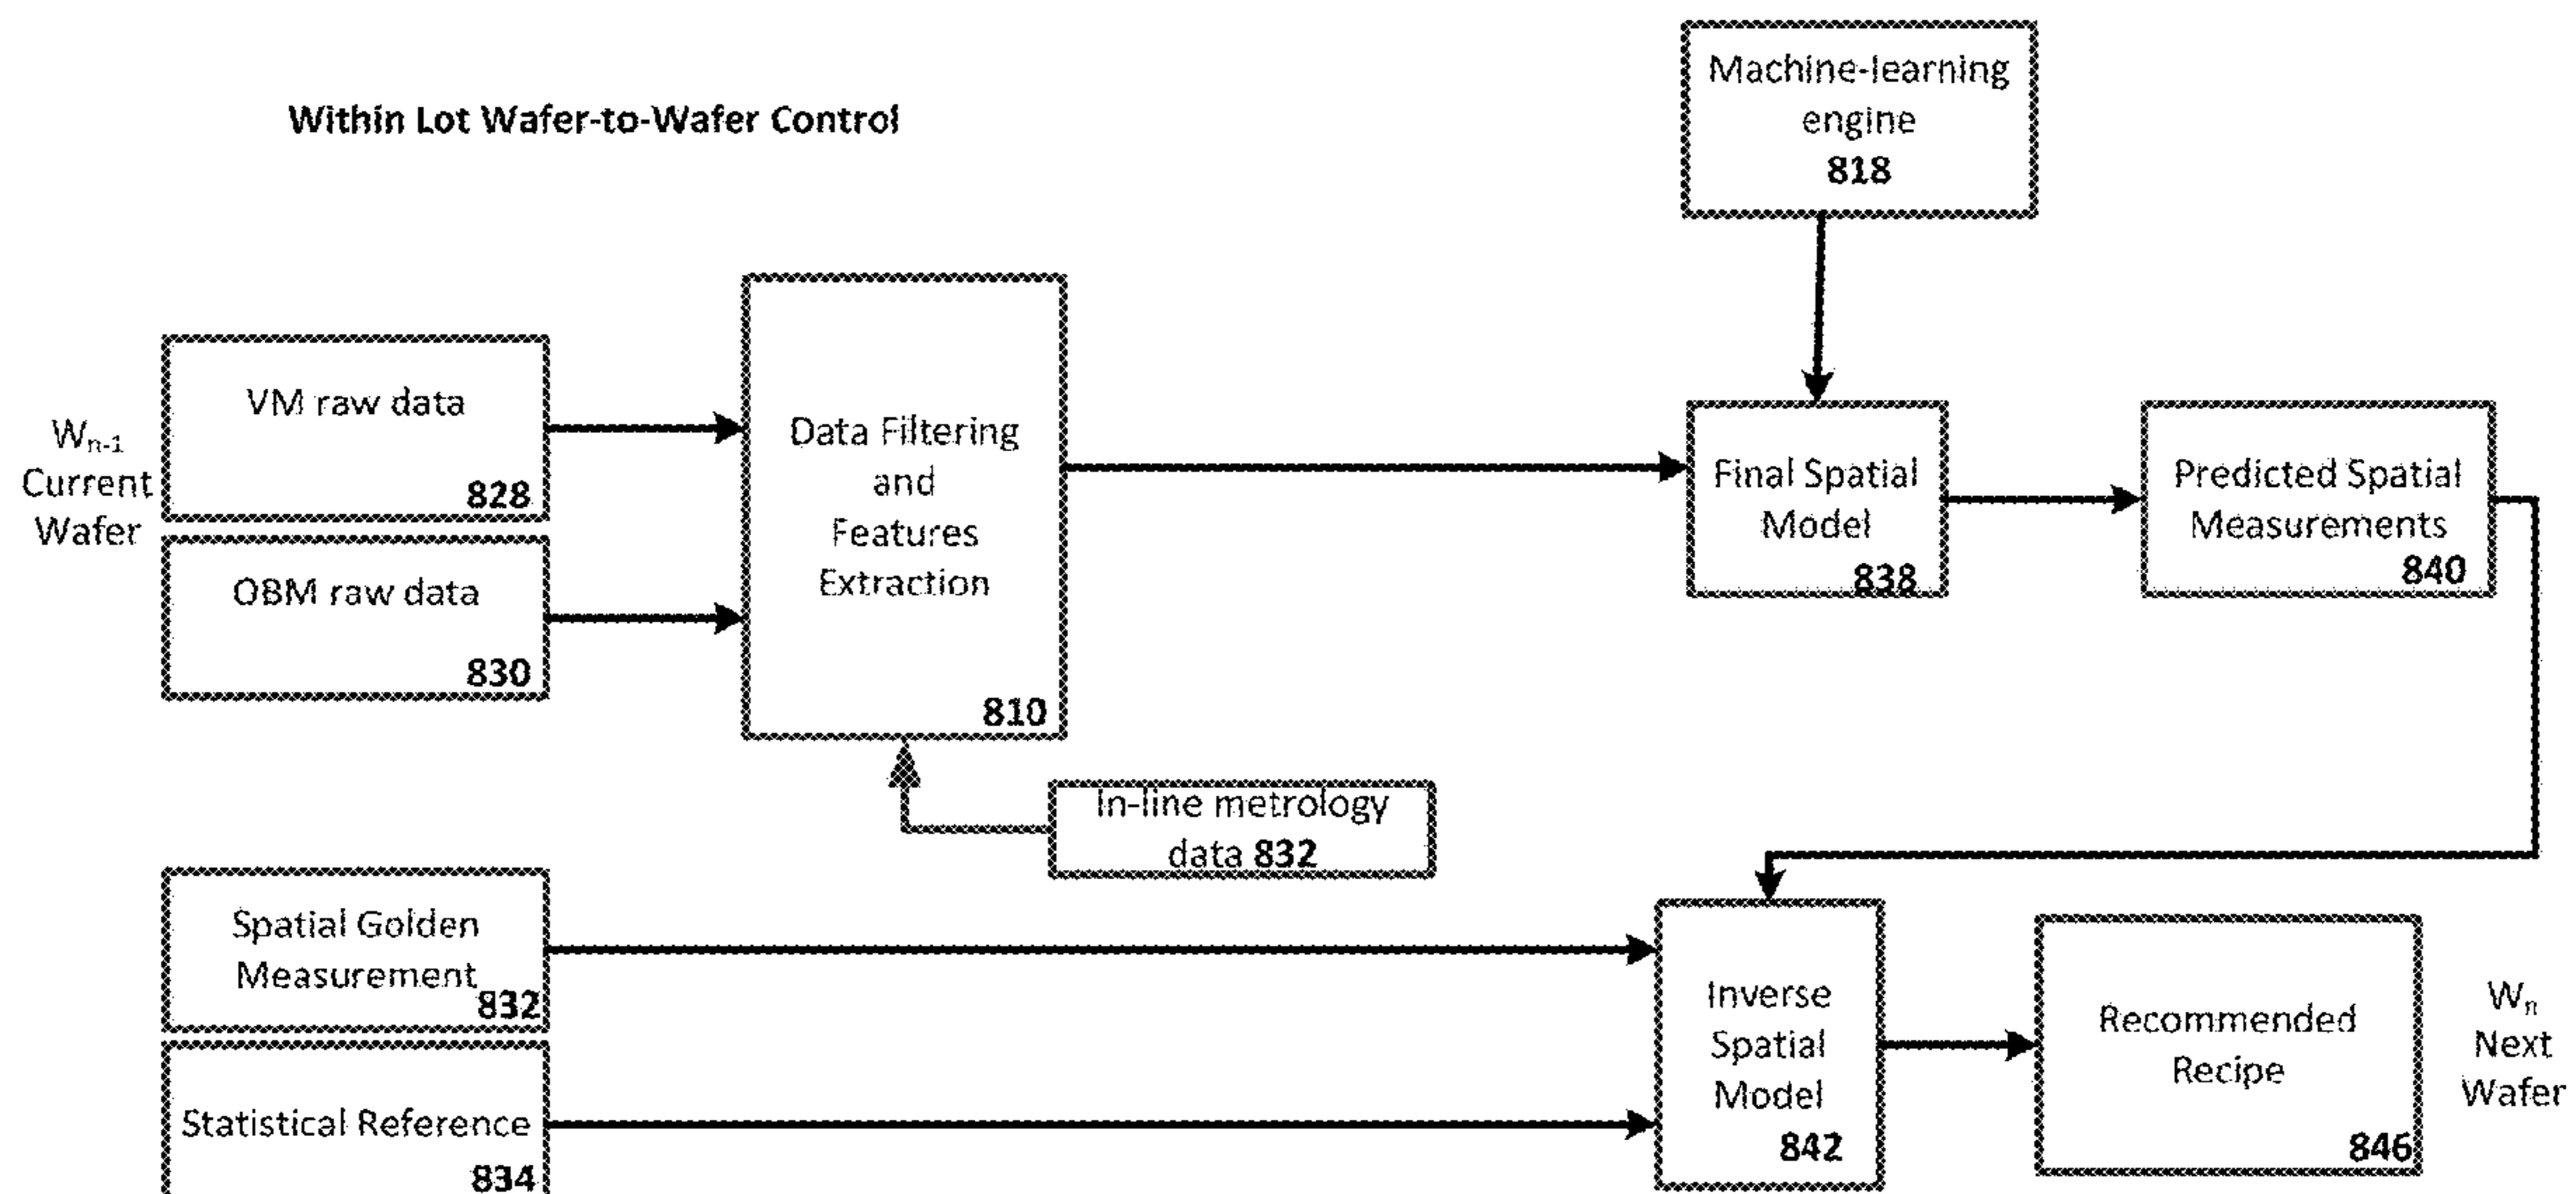 Within Lot Wafer-to-Wafer Control
Machine-learning
engine
818
Wn-1
Current
Wafer
VM raw data
828
OBM raw data
830
Data Filtering
and
Features
Extraction
810
In-line metrology
data 832
Final Spatial
Model
838
Predicted Spatial
Measurements
840
Spatial Golden
Measurement
832
Statistical Reference
834
Inverse
Spatial
Model
842
Recommended
Recipe
846
Wn
Next
Wafer